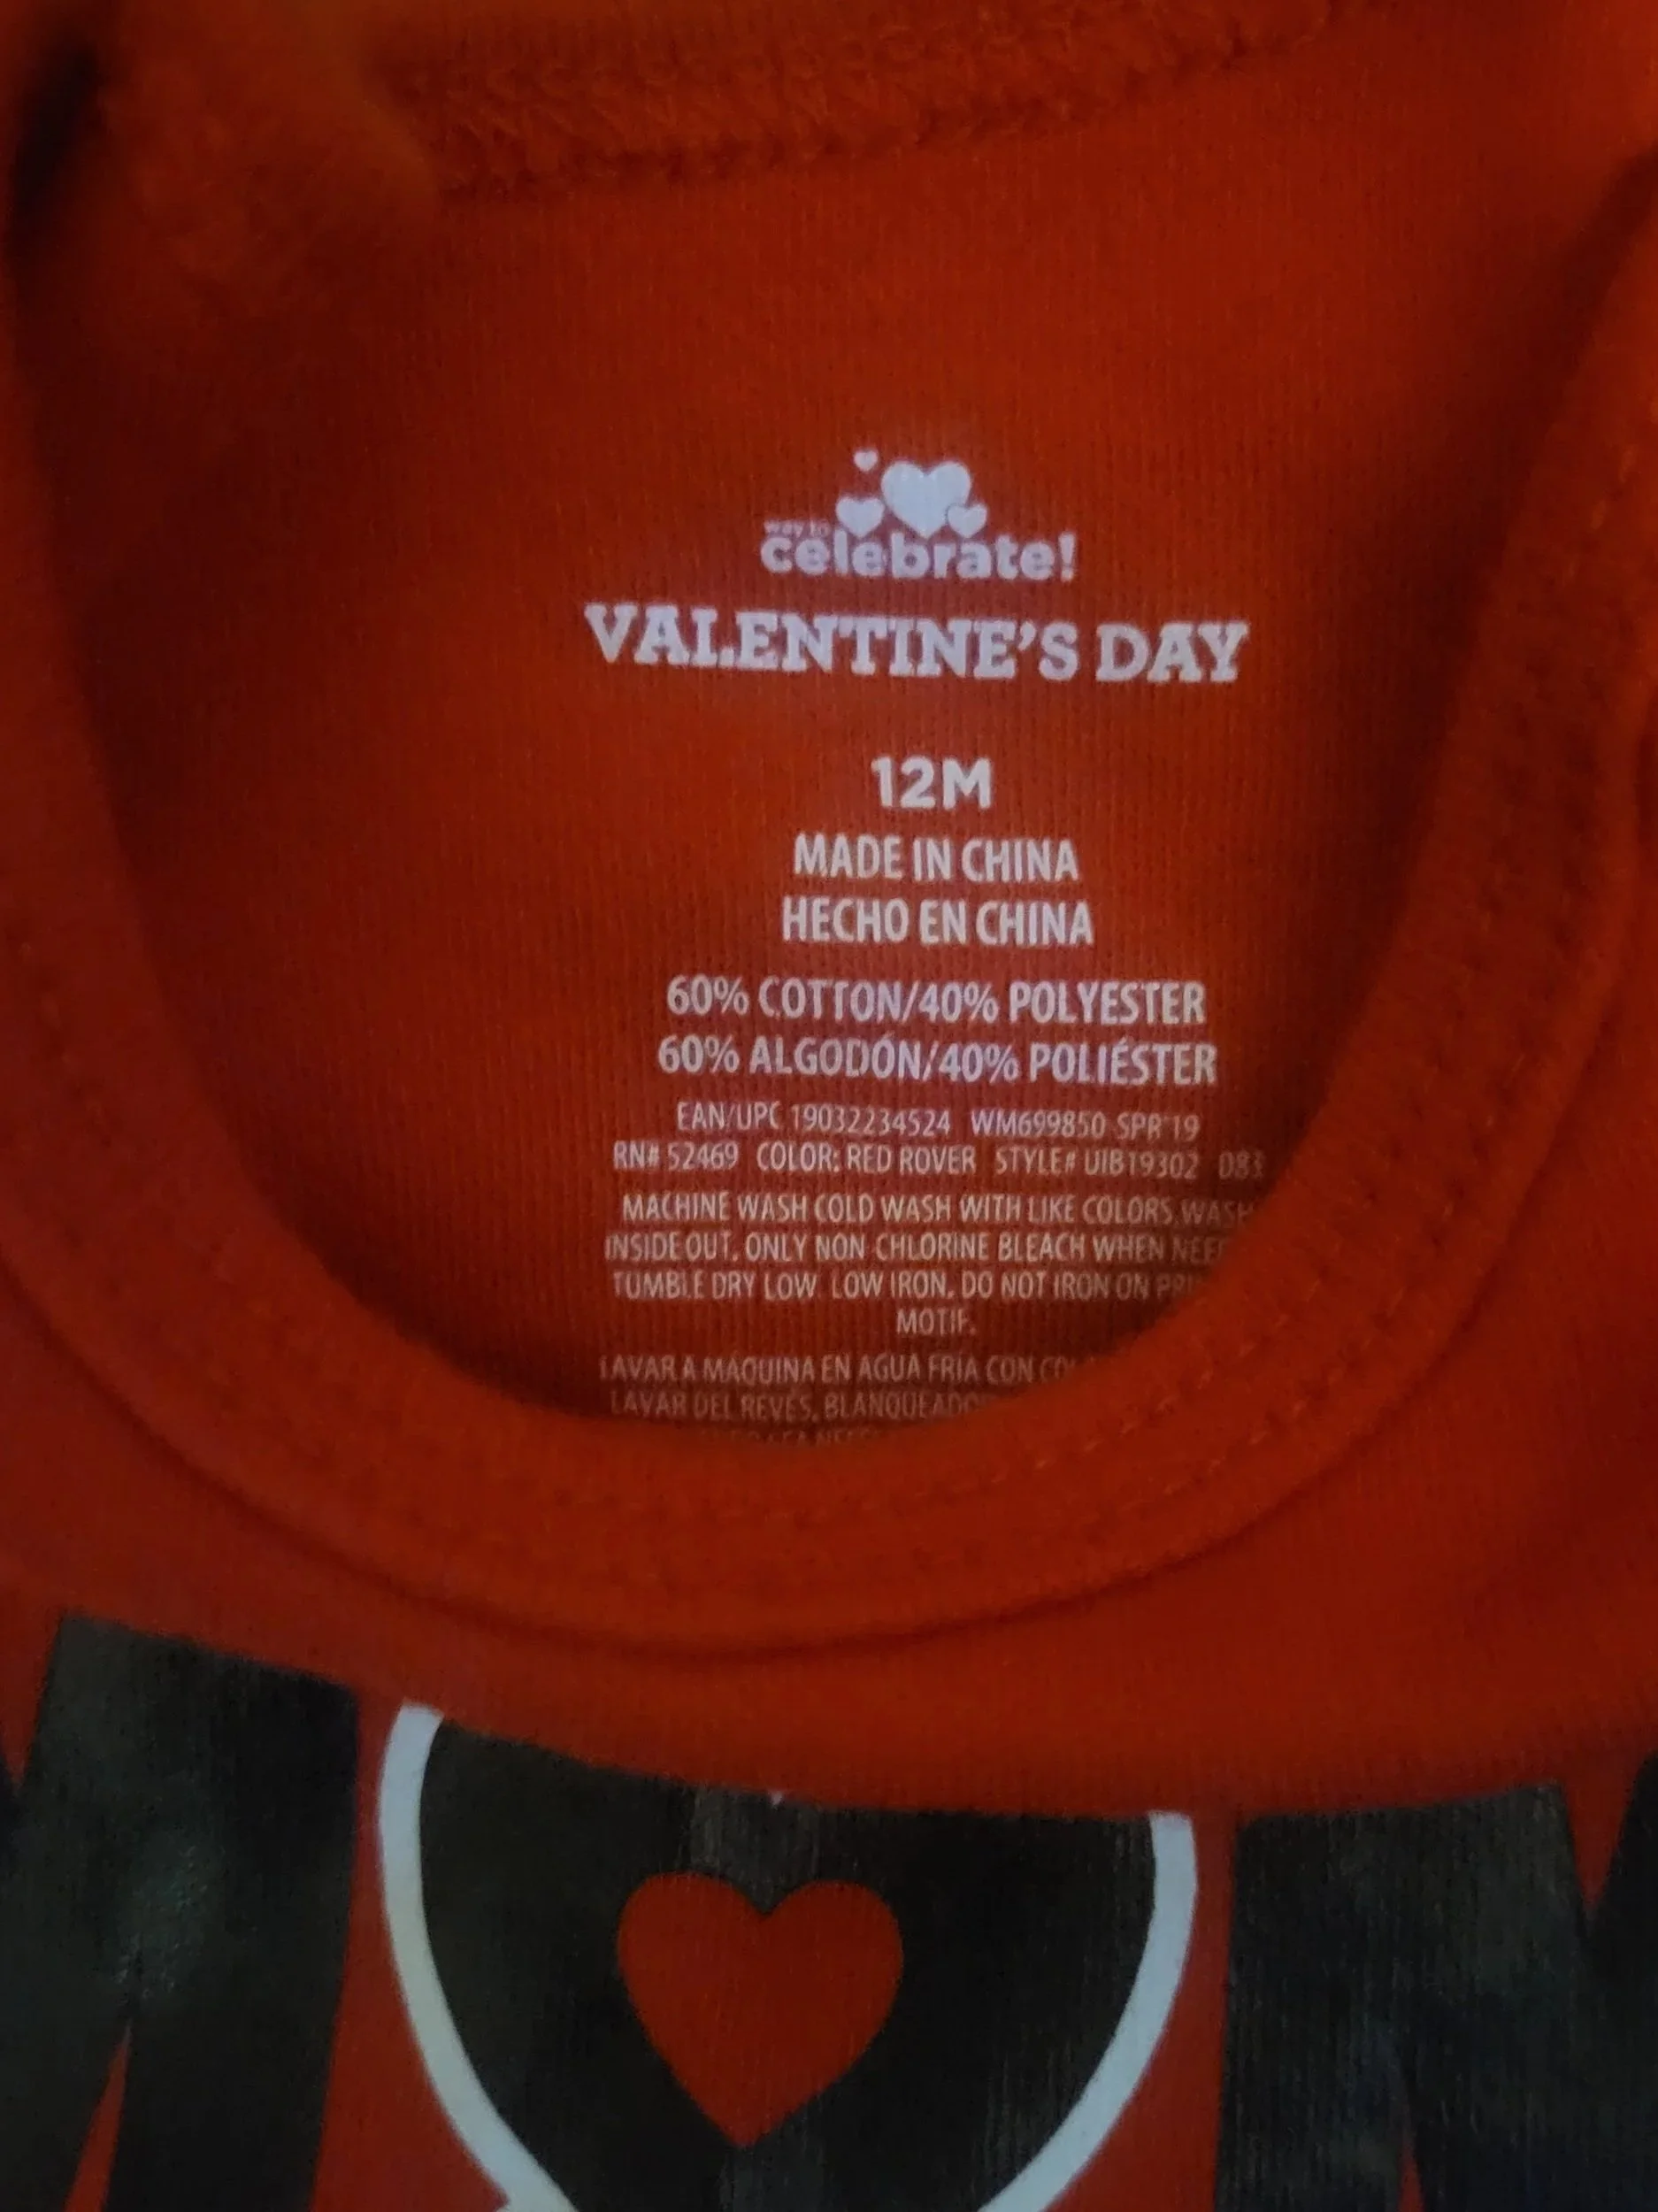 way to
celebrate!
VALENTINE'S DAY
12M
MADE IN CHINA
HECHO EN CHINA
60% COTTON/40% POLYESTER
60% ALGODÓN/40% POLIÉSTER
EAN/UPC 19032234524 WM699850 SPR'19
RN# 52469 COLOR: RED ROVER STYLE# UIB19302 083
MACHINE WASH COLD WASH WITH LIKE COLORS, WASH
INSIDE OUT. ONLY NON CHLORINE BLEACH WHEN
TUMBLE DRY LOW LOW IRON. DO NOT IRON ON
MOTIF.
LAVAR A MÁQUINA EN AGUA FRÍA CON
LAVAR DEL REVÉS,